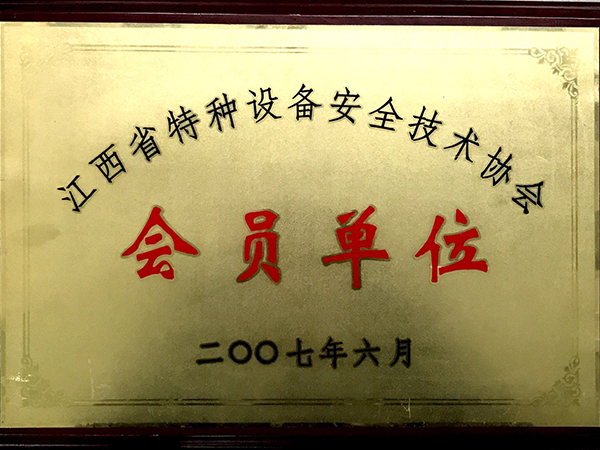 江西省特种设备安全技术协会
会员单位
二〇〇七年六月